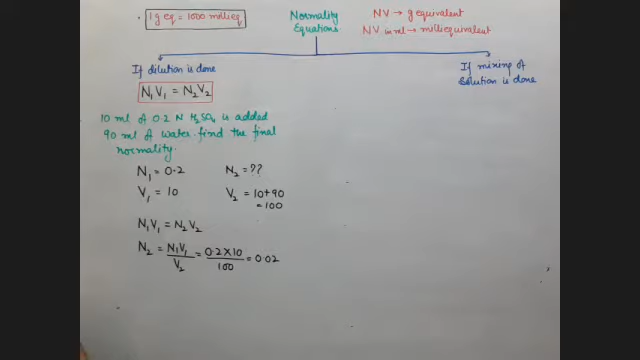 1 g eq = 1000 millieq
Normality
Equations
NV → g equivalent
NV in ml → milliequivalent
If dilution is done
N₁V₁ = N₂V₂
If mixing of
Solution is done
10 ml of 0.2 N H₂SO₄ is added
90 ml of water. find the final
normality.
N₁ = 0.2
N₂ = ??
V₁ = 10
V₂ = 10+90
= 100
N₁V₁ = N₂V₂
N₂ = N₁V₁/V₂ = 0.2 × 10/100 = 0.02